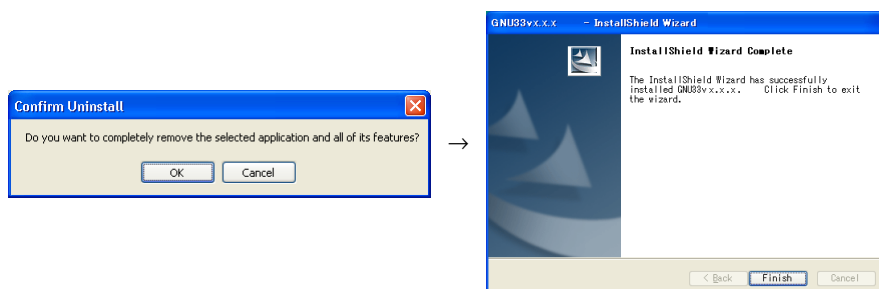 Confirm Uninstall
Do you want to completely remove the selected application and all of its features?
OK Cancel
→
GNU33vx.x.x - InstallShield Wizard
InstallShield Wizard Complete
The InstallShield Wizard has successfully
installed GNU33vx.x.x. Click Finish to exit
the wizard.
< Back Finish Cancel